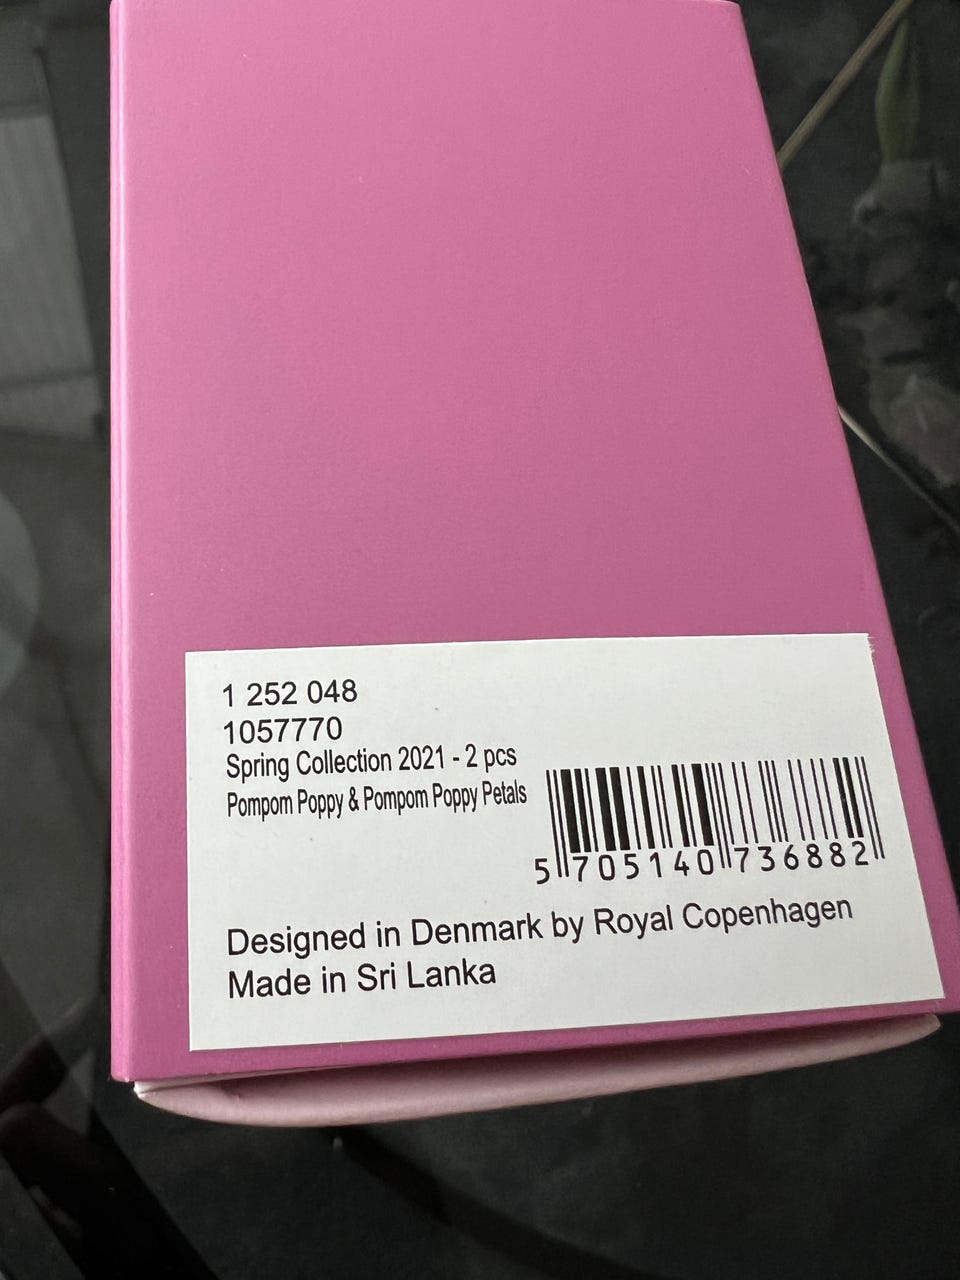 1 252 048
1057770
Spring Collection 2021 - 2 pcs
Pompom Poppy & Pompom Poppy Petals
5 705140 736882
Designed in Denmark by Royal Copenhagen
Made in Sri Lanka